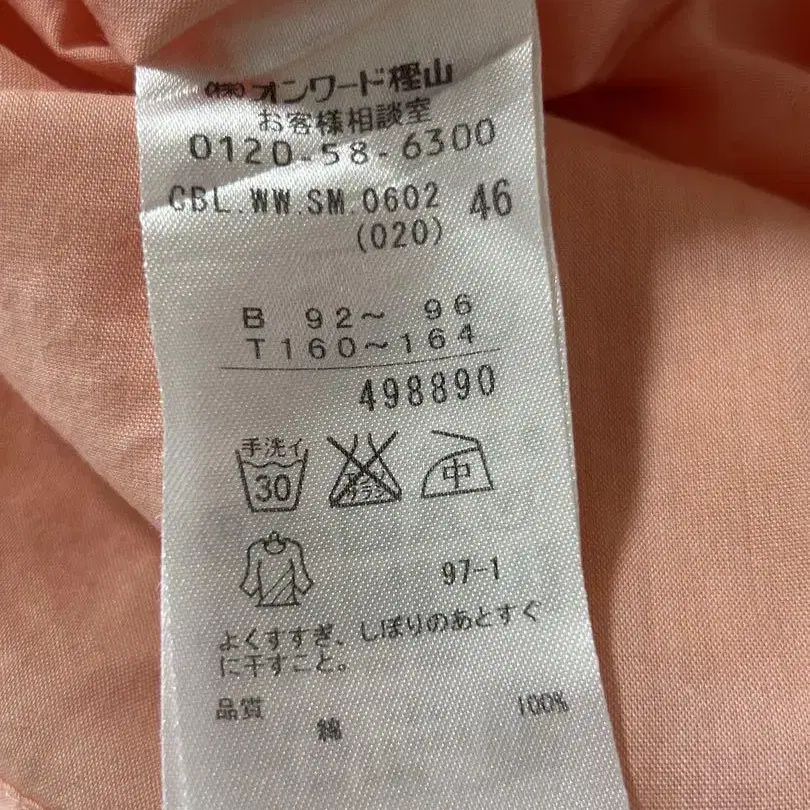 (株)オンワード樫山
お客様相談室
0120-58-6300
CBL.WW.SM.0602 46
(020)
B 92～ 96
T160～164
498890
手洗イ 30 中
97-1
よくすすぎ、しぼりのあとすぐ
に干すこと。
品質 100%
綿